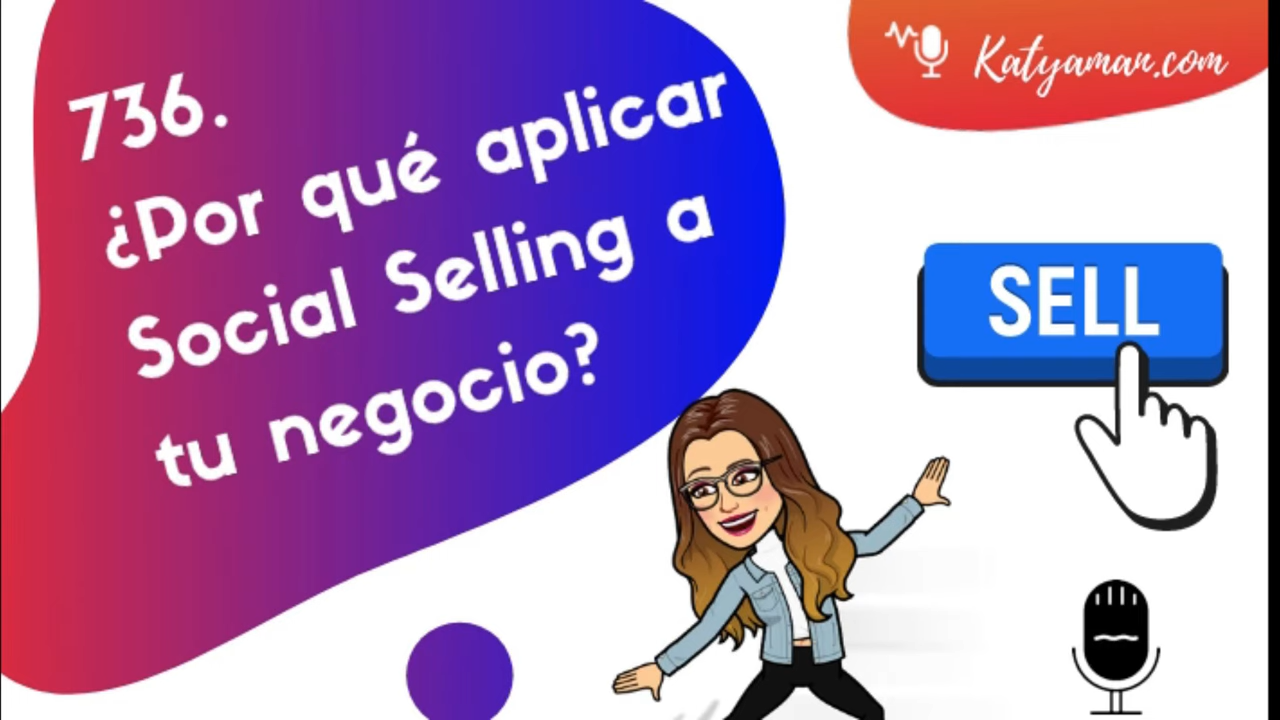 736.
¿Por qué aplicar
Social Selling a
tu negocio?
Katyaman.com
SELL